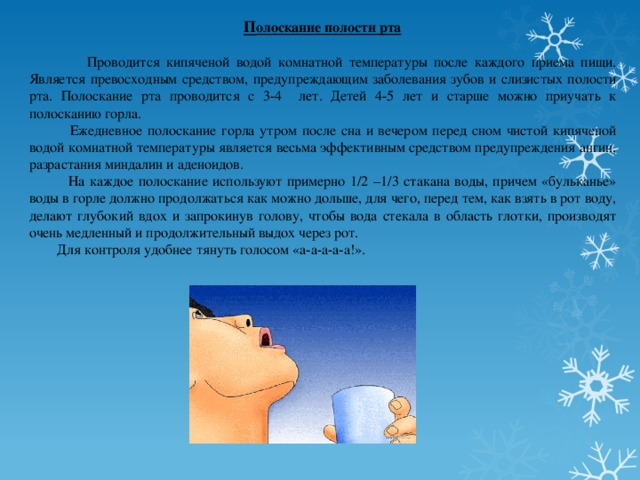 Полоскание полости рта
Проводится кипяченой водой комнатной температуры после каждого приема пищи.
Является превосходным средством, предупреждающим заболевания зубов и слизистых полости
рта. Полоскание рта проводится с 3-4 лет. Детей 4-5 лет и старше можно приучать к
полосканию горла.
Ежедневное полоскание горла утром после сна и вечером перед сном чистой кипяченой
водой комнатной температуры является весьма эффективным средством предупреждения ангин,
разрастания миндалин и аденоидов.
На каждое полоскание используют примерно 1/2 –1/3 стакана воды, причем «бульканье»
воды в горле должно продолжаться как можно дольше, для чего, перед тем, как взять в рот воду,
делают глубокий вдох и запрокинув голову, чтобы вода стекала в область глотки, производят
очень медленный и продолжительный выдох через рот.
Для контроля удобнее тянуть голосом «а-а-а-а-а!».